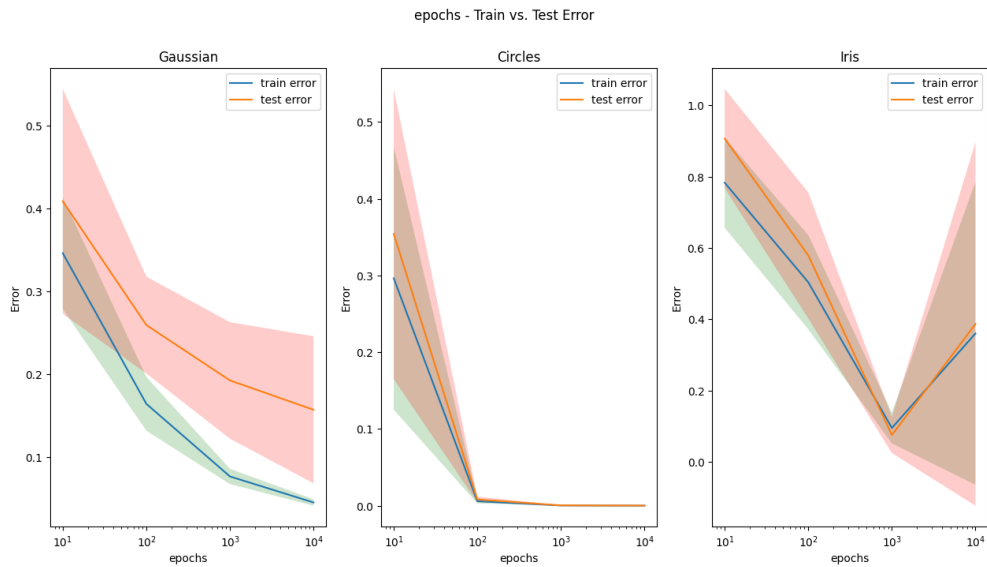 epochs - Train vs. Test Error
Gaussian
train error
test error
Error
0.5
0.4
0.3
0.2
0.1
10¹ 10² 10³ 10⁴
epochs
Circles
train error
test error
Error
0.5
0.4
0.3
0.2
0.1
0.0
10¹ 10² 10³ 10⁴
epochs
Iris
train error
test error
Error
1.0
0.8
0.6
0.4
0.2
0.0
10¹ 10² 10³ 10⁴
epochs